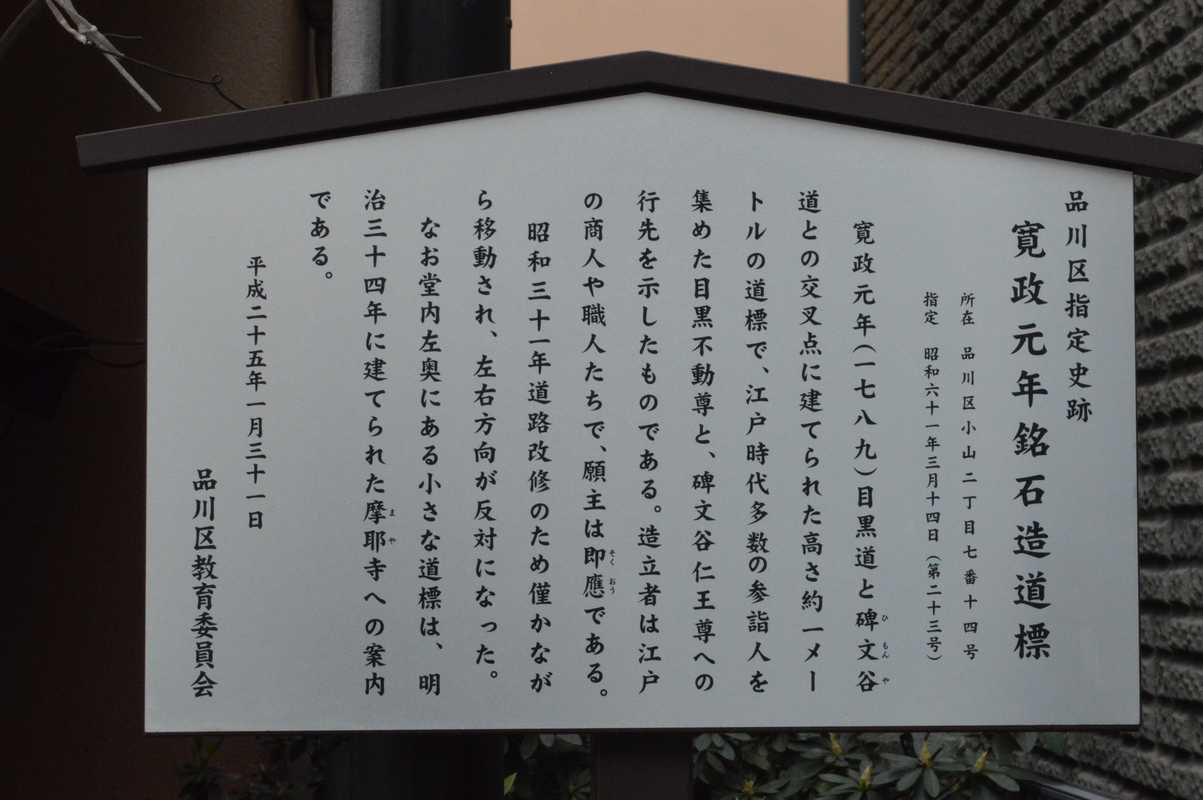 品川区指定史跡
寛政元年銘石造道標
所在 品川区小山二丁目七番十四号
指定 昭和六十一年三月十四日（第二十三号）
寛政元年（一七八九）目黒道と碑文谷
ひもんや
道との交叉点に建てられた高さ約一メー
トルの道標で、江戸時代多数の参詣人を
集めた目黒不動尊と、碑文谷仁王尊への
行先を示したものである。造立者は江戸
の商人や職人たちで、願主は即應である。
そくおう
昭和三十一年道路改修のため僅かなが
ら移動され、左右方向が反対になった。
なお堂内左奥にある小さな道標は、明
治三十四年に建てられた摩耶寺への案内
まや
である。
平成二十五年一月三十一日
品川区教育委員会